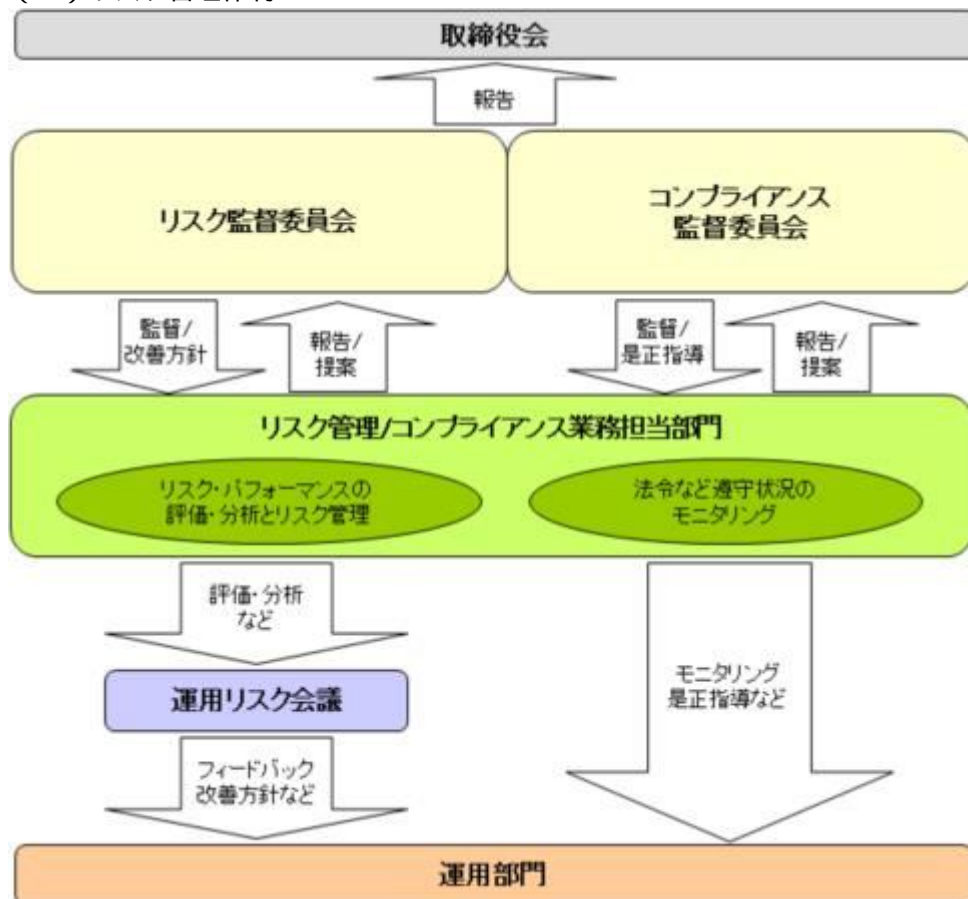 取締役会
報告
リスク監督委員会
コンプライアンス
監督委員会
監督/
改善方針
報告/
提案
監督/
是正指導
報告/
提案
リスク管理/コンプライアンス業務担当部門
リスク・パフォーマンスの
評価・分析とリスク管理
法令など遵守状況の
モニタリング
評価・分析
など
運用リスク会議
モニタリング
是正指導など
フィードバック
改善方針など
運用部門